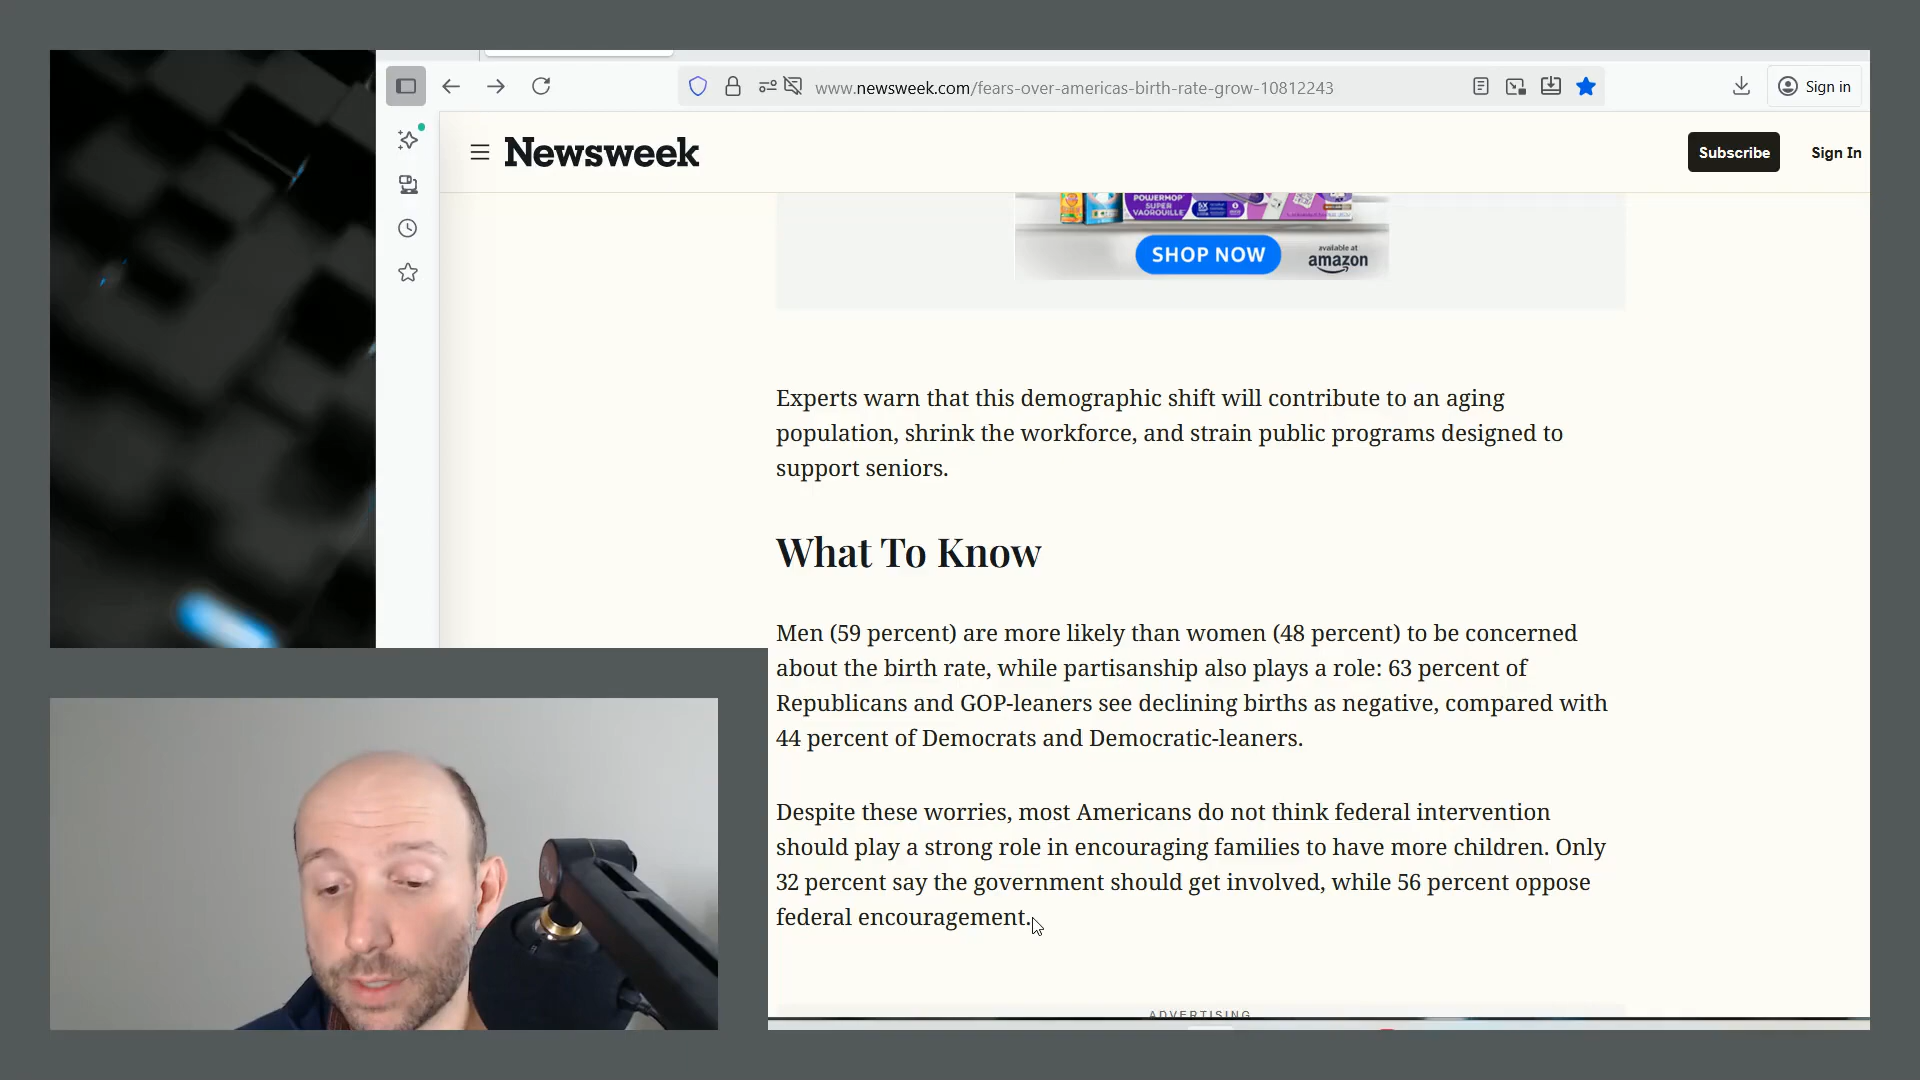 www.newsweek.com/fears-over-americas-birth-rate-grow-10812243
Sign in
Newsweek
Subscribe
Sign In
POWERMOP
SUPER
VADROUILLE
SHOP NOW
available at
amazon
Experts warn that this demographic shift will contribute to an aging
population, shrink the workforce, and strain public programs designed to
support seniors.
What To Know
Men (59 percent) are more likely than women (48 percent) to be concerned
about the birth rate, while partisanship also plays a role: 63 percent of
Republicans and GOP-leaners see declining births as negative, compared with
44 percent of Democrats and Democratic-leaners.
Despite these worries, most Americans do not think federal intervention
should play a strong role in encouraging families to have more children. Only
32 percent say the government should get involved, while 56 percent oppose
federal encouragement.
ADVERTISING